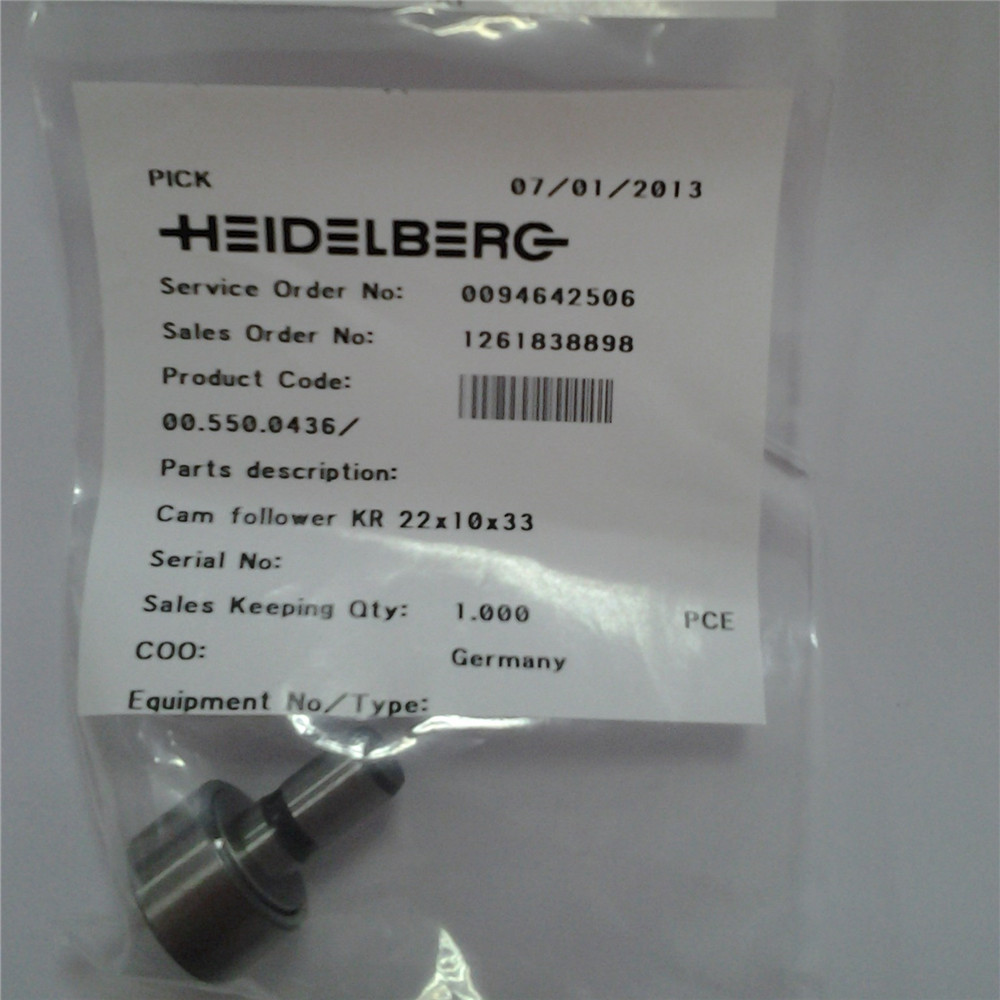 PICK 07/01/2013
HEIDELBERG
Service Order No: 0094642506
Sales Order No: 1261838898
Product Code:
00.550.0436/
Parts description:
Cam follower KR 22x10x33
Serial No:
Sales Keeping Qty: 1.000 PCE
COO: Germany
Equipment No/Type: